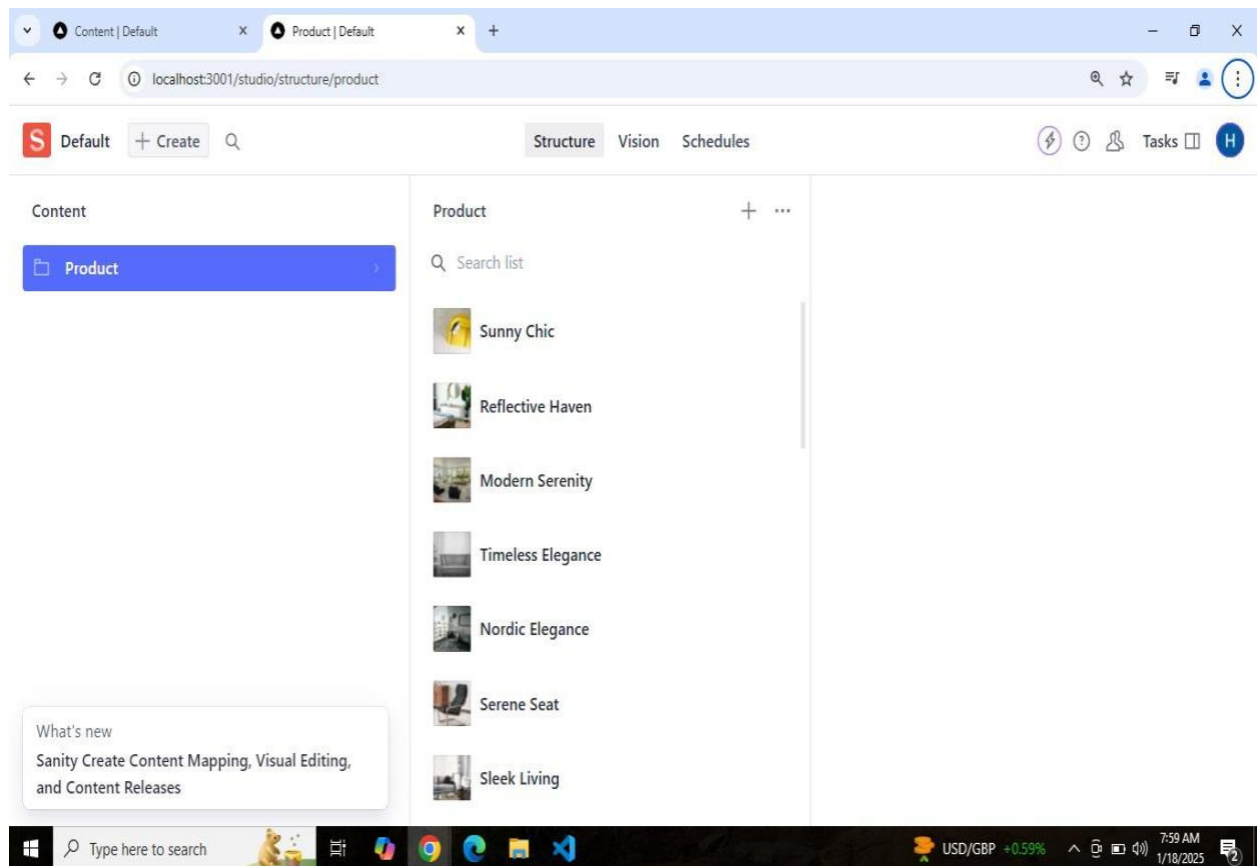 Content | Default
Product | Default
localhost:3001/studio/structure/product
S Default + Create
Structure Vision Schedules
Tasks H
Content
Product
Product
Search list
Sunny Chic
Reflective Haven
Modern Serenity
Timeless Elegance
Nordic Elegance
Serene Seat
Sleek Living
What's new
Sanity Create Content Mapping, Visual Editing,
and Content Releases
Type here to search
USD/GBP +0.59%
7:59 AM
1/18/2025
2